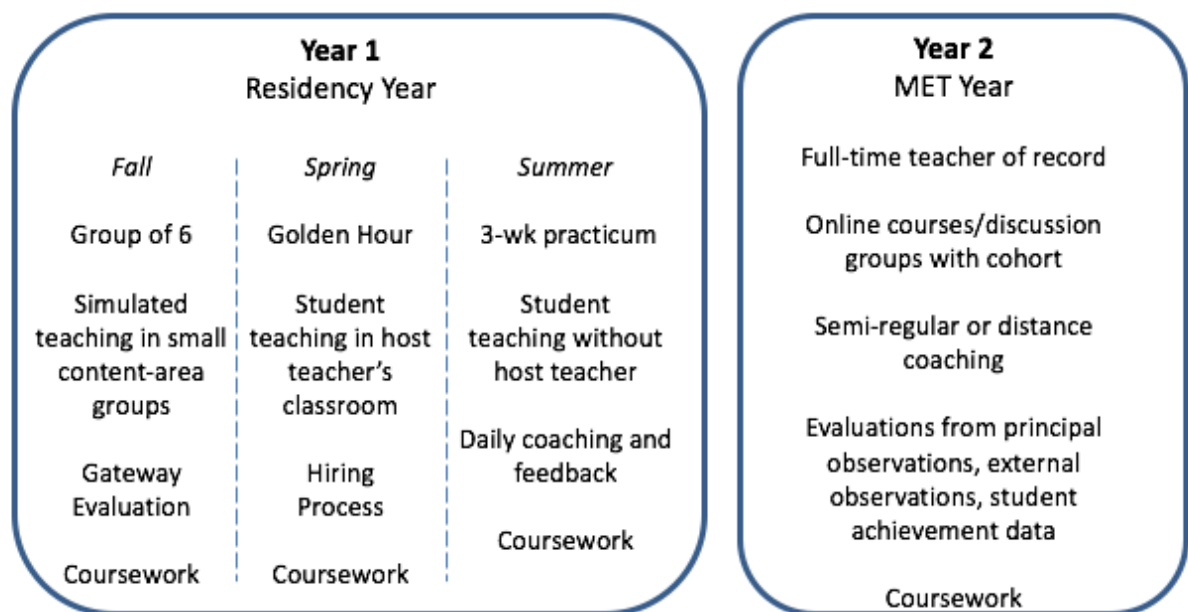 Year 1
Residency Year
Fall
Group of 6
Simulated
teaching in small
content-area
groups
Gateway
Evaluation
Coursework
Spring
Golden Hour
Student
teaching in host
teacher’s
classroom
Hiring
Process
Coursework
Summer
3-wk practicum
Student
teaching without
host teacher
Daily coaching and
feedback
Coursework
Year 2
MET Year
Full-time teacher of record
Online courses/discussion
groups with cohort
Semi-regular or distance
coaching
Evaluations from principal
observations, external
observations, student
achievement data
Coursework